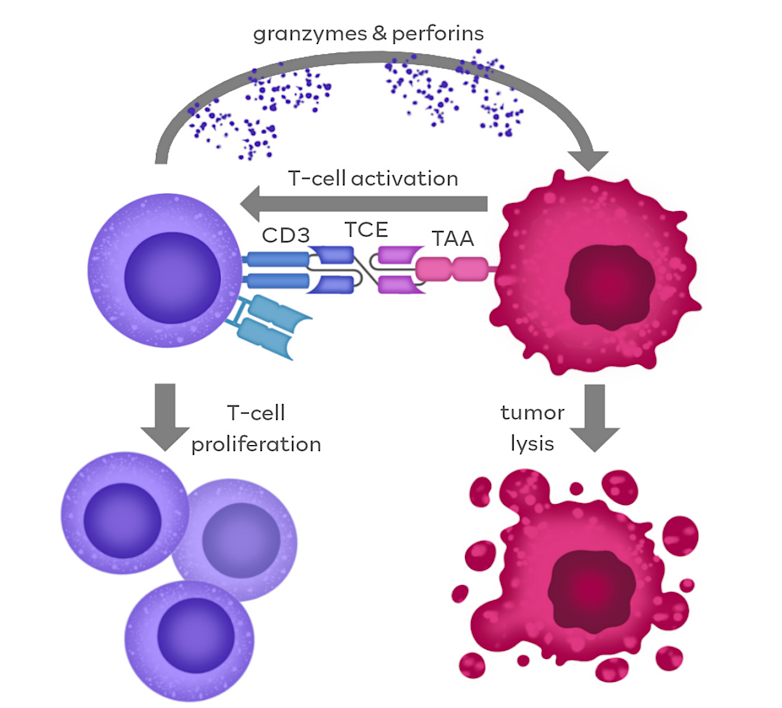 granzymes & perforins
T-cell activation
CD3
TCE
TAA
T-cell
proliferation
tumor
lysis